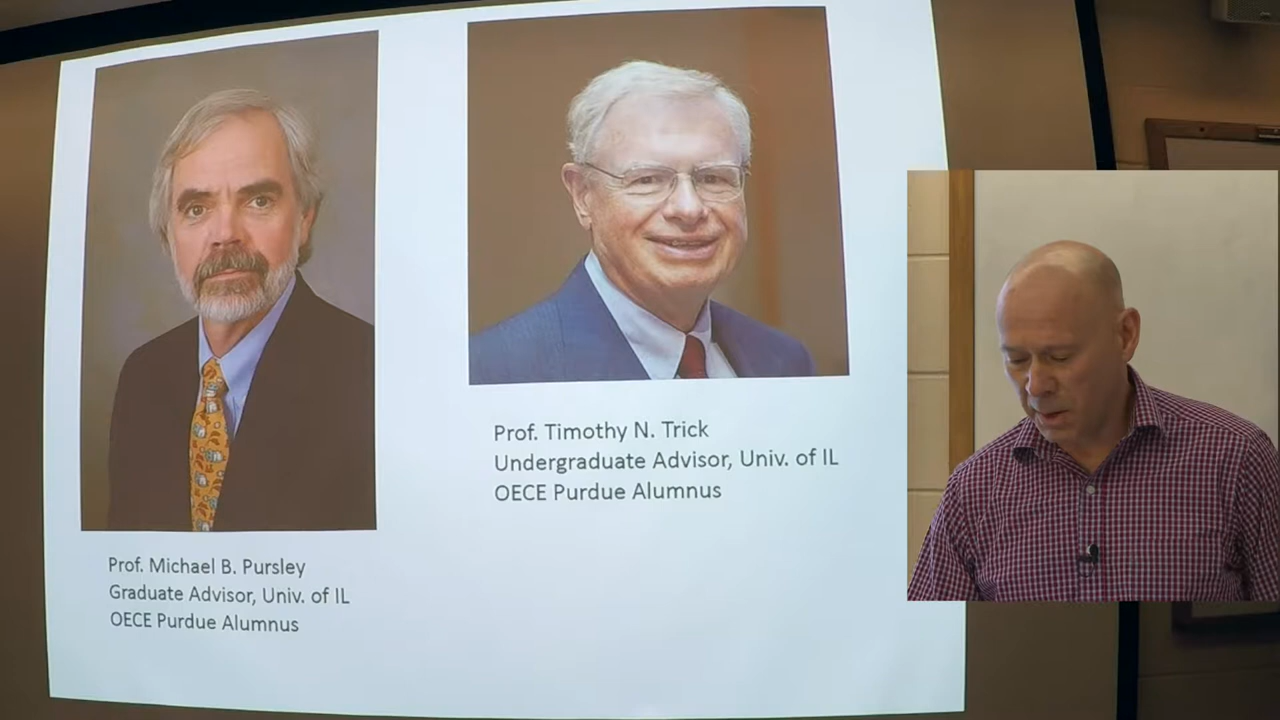 Prof. Michael B. Pursley
Graduate Advisor, Univ. of IL
OECE Purdue Alumnus
Prof. Timothy N. Trick
Undergraduate Advisor, Univ. of IL
OECE Purdue Alumnus